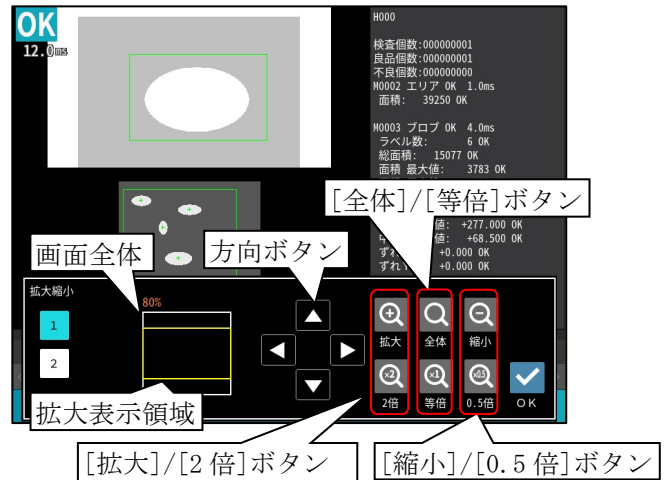 OK
12.0ms
H000
検査個数:000000001
良品個数:000000001
不良個数:000000000
M0002 エリア OK 1.0ms
面積: 39250 OK
M0003 ブロブ OK 4.0ms
ラベル数: 6 OK
総面積: 15077 OK
面積 最大値: 3783 OK
[全体]/[等倍]ボタン
値: +277.000 OK
値: +68.500 OK
+0.000 OK
+0.000 OK
画面全体
方向ボタン
拡大縮小
80%
1
2
拡大
全体
縮小
×2
×1
×0.5
2倍
等倍
0.5倍
OK
拡大表示領域
[拡大]/[2倍]ボタン
[縮小]/[0.5倍]ボタン